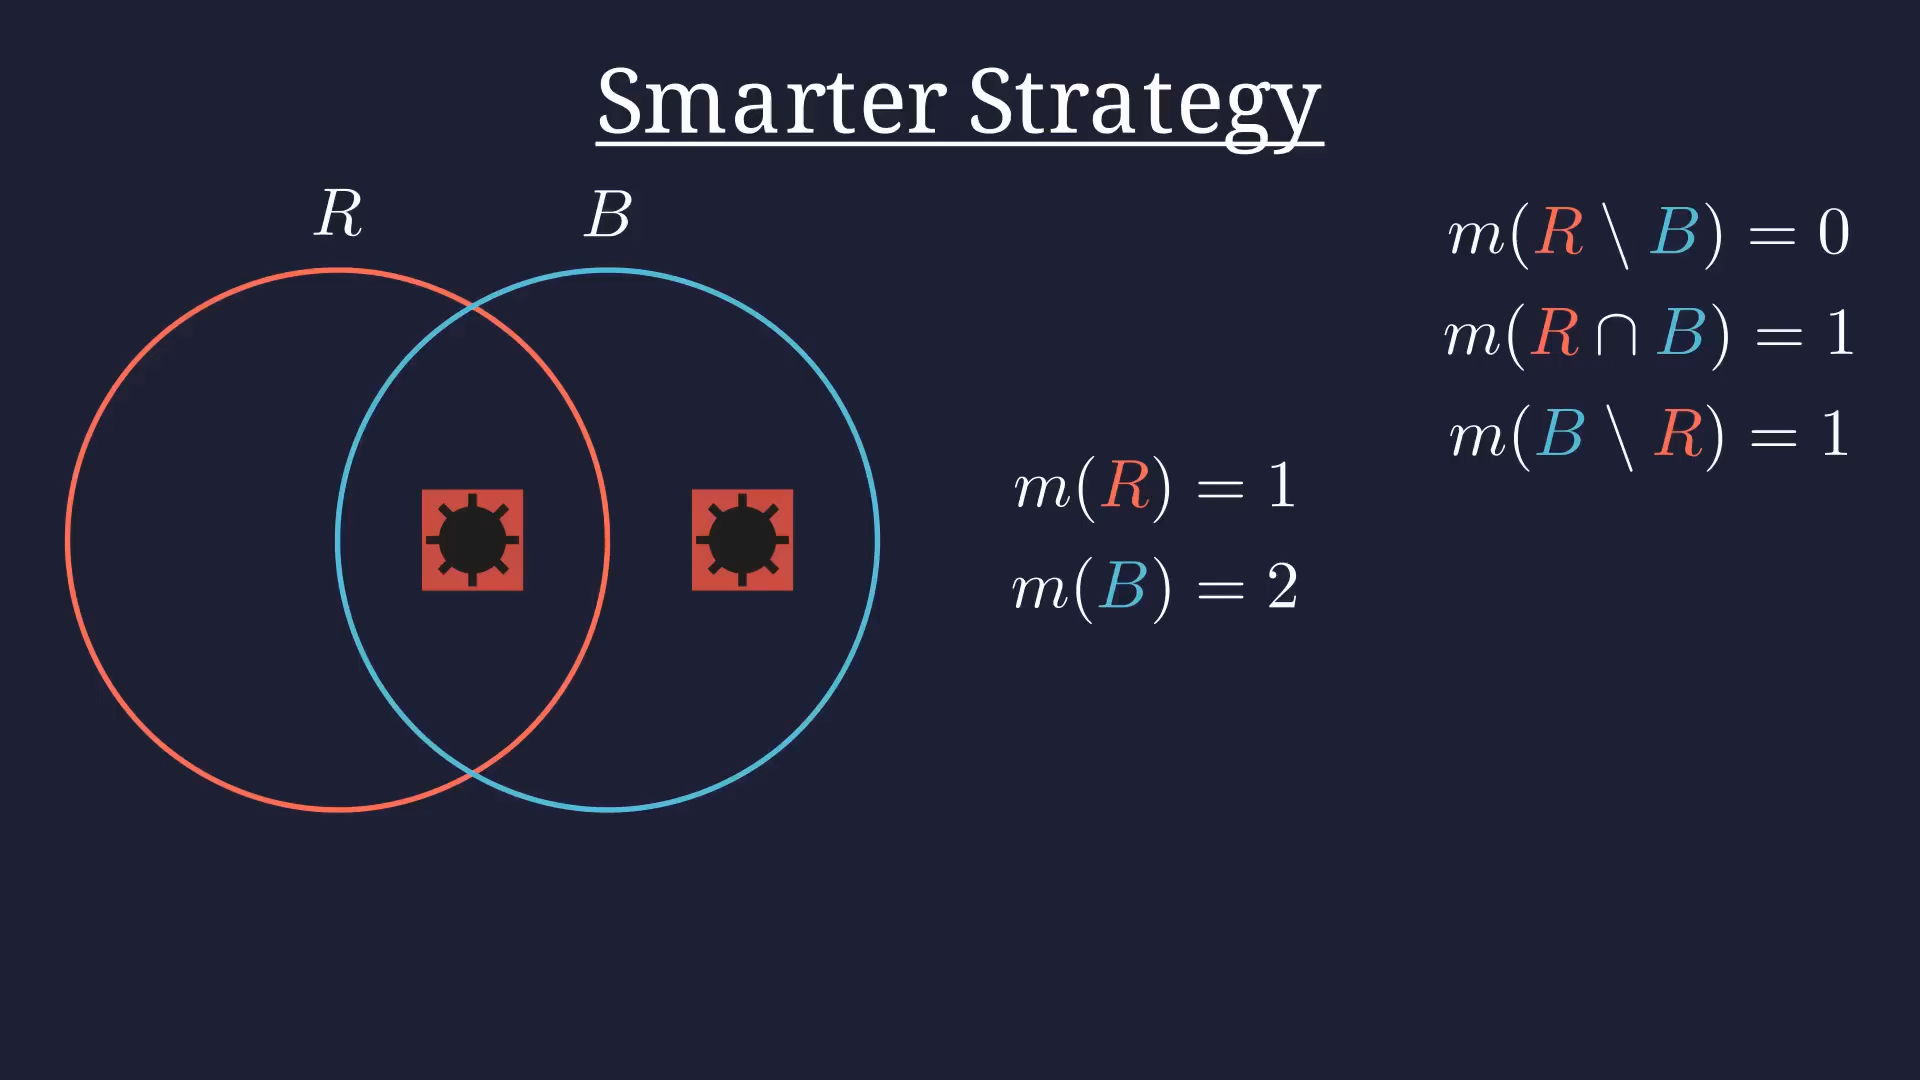 Smarter Strategy
R B
m(R \ B) = 0
m(R ∩ B) = 1
m(B \ R) = 1
m(R) = 1
m(B) = 2